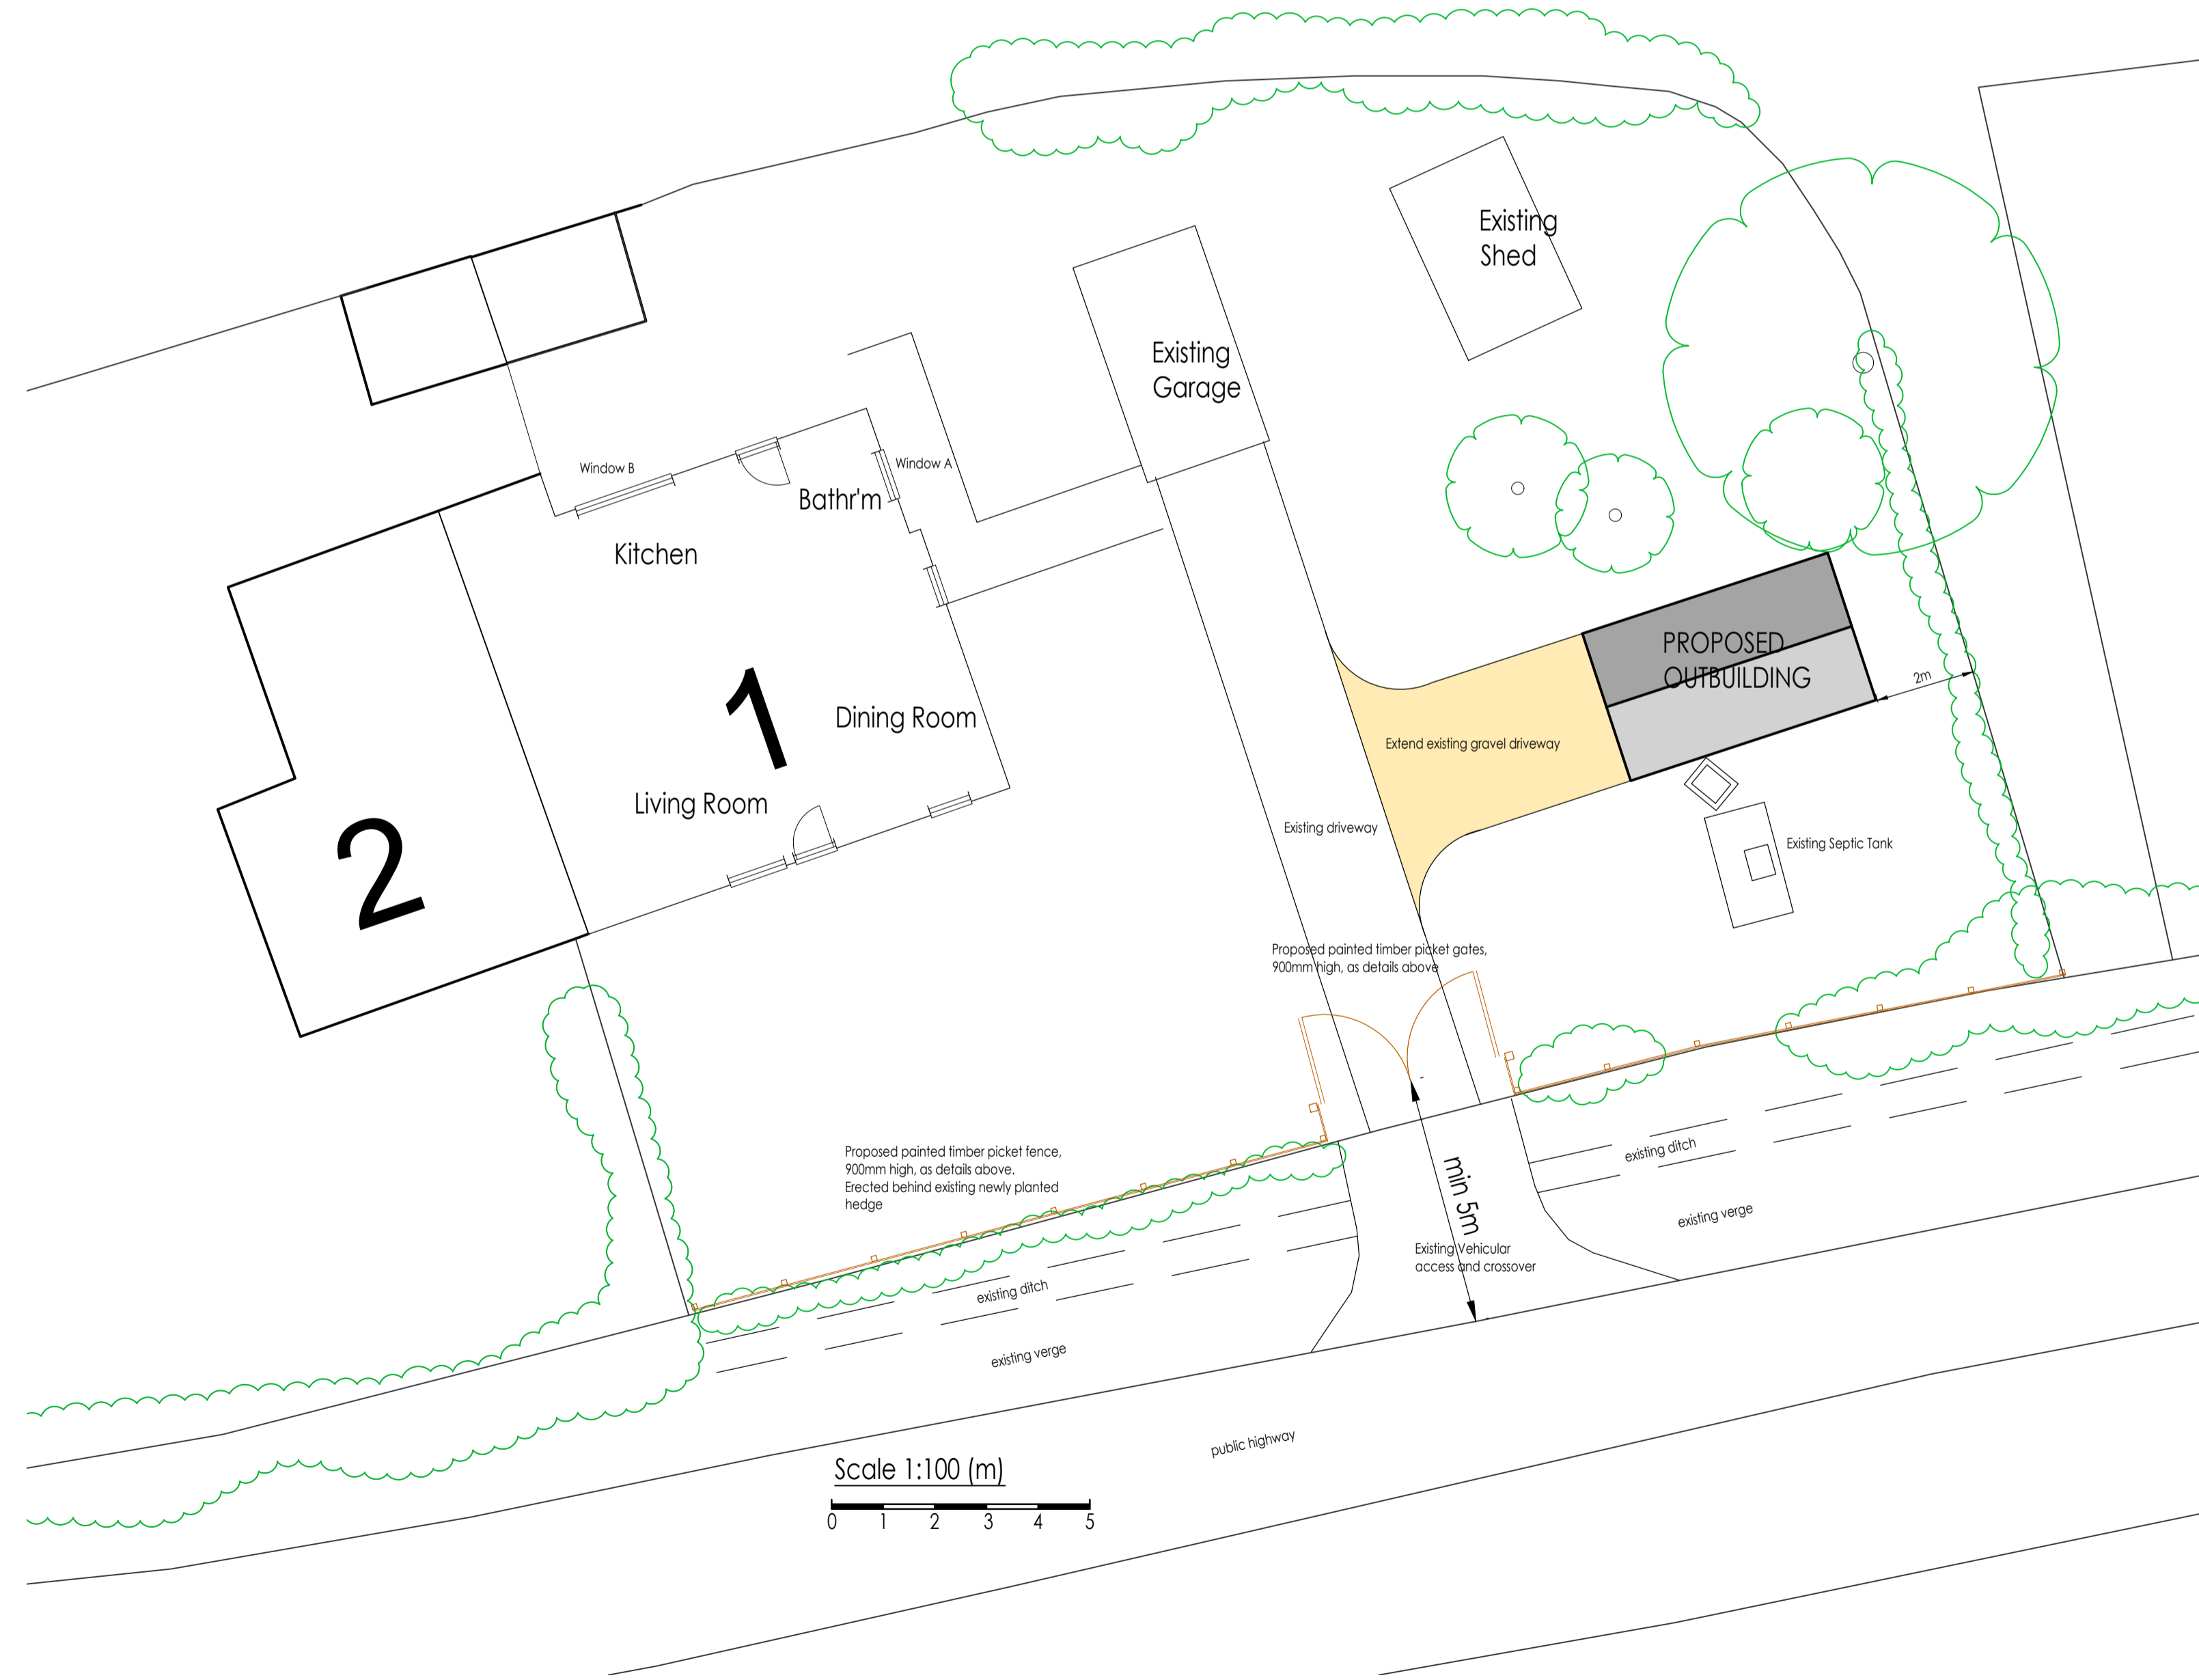 Existing
Shed
Existing
Garage
Window B
Window A
Bathr'm
Kitchen
PROPOSED
OUTBUILDING
2m
1
Dining Room
Extend existing gravel driveway
Living Room
2
Existing driveway
Existing Septic Tank
Proposed painted timber picket gates,
900mm high, as details above
Proposed painted timber picket fence,
900mm high, as details above.
Erected behind existing newly planted
hedge
existing ditch
min 5m
existing verge
Existing Vehicular
access and crossover
existing ditch
existing verge
public highway
Scale 1:100 (m)
0 1 2 3 4 5